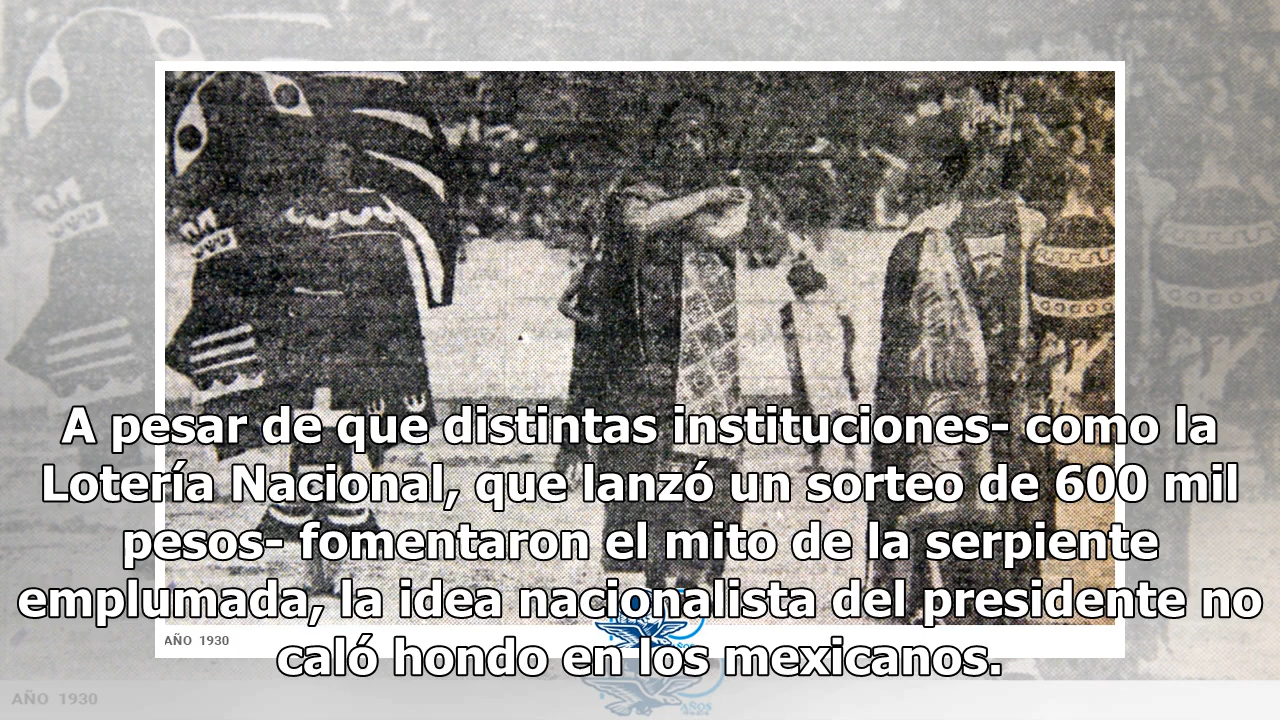 A pesar de que distintas instituciones- como la
Lotería Nacional, que lanzó un sorteo de 600 mil
pesos- fomentaron el mito de la serpiente
emplumada, la idea nacionalista del presidente no
caló hondo en los mexicanos.
AÑO 1930
AÑO 1930
AÑOS